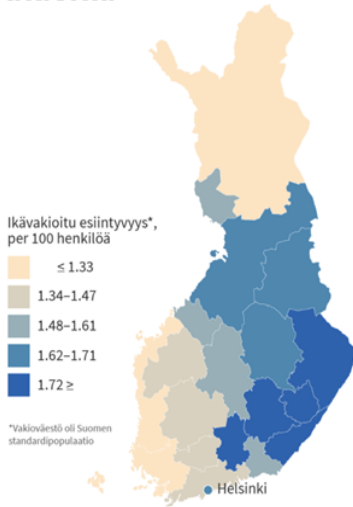 Ikävakioitu esiintyvyys*,
per 100 henkilöä
≤ 1.33
1.34–1.47
1.48–1.61
1.62–1.71
1.72 ≥
*Vakioväestö oli Suomen
standardipopulaatio
Helsinki